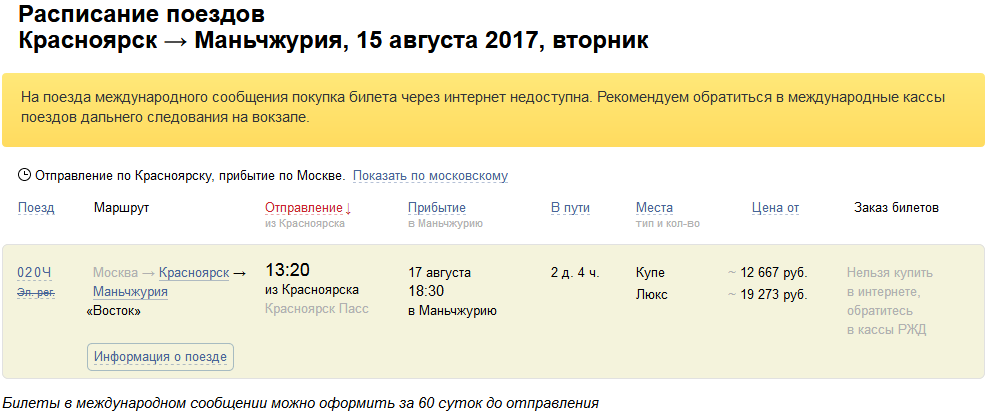 Расписание поездов
Красноярск → Маньчжурия, 15 августа 2017, вторник
На поезда международного сообщения покупка билета через интернет недоступна. Рекомендуем обратиться в международные кассы
поездов дальнего следования на вокзале.
Отправление по Красноярску, прибытие по Москве. Показать по московскому
Поезд Маршрут Отправление↓ Прибытие В пути Места Цена от Заказ билетов
из Красноярска в Маньчжурию тип и кол-во
020Ч Москва → Красноярск → 13:20 17 августа 2 д. 4 ч. Купе ~ 12 667 руб. Нельзя купить
Эл. рег. Маньчжурия из Красноярска 18:30 Люкс ~ 19 273 руб. в интернете,
«Восток» Красноярск Пасс в Маньчжурию обратитесь
в кассы РЖД
Информация о поезде
Билеты в международном сообщении можно оформить за 60 суток до отправления